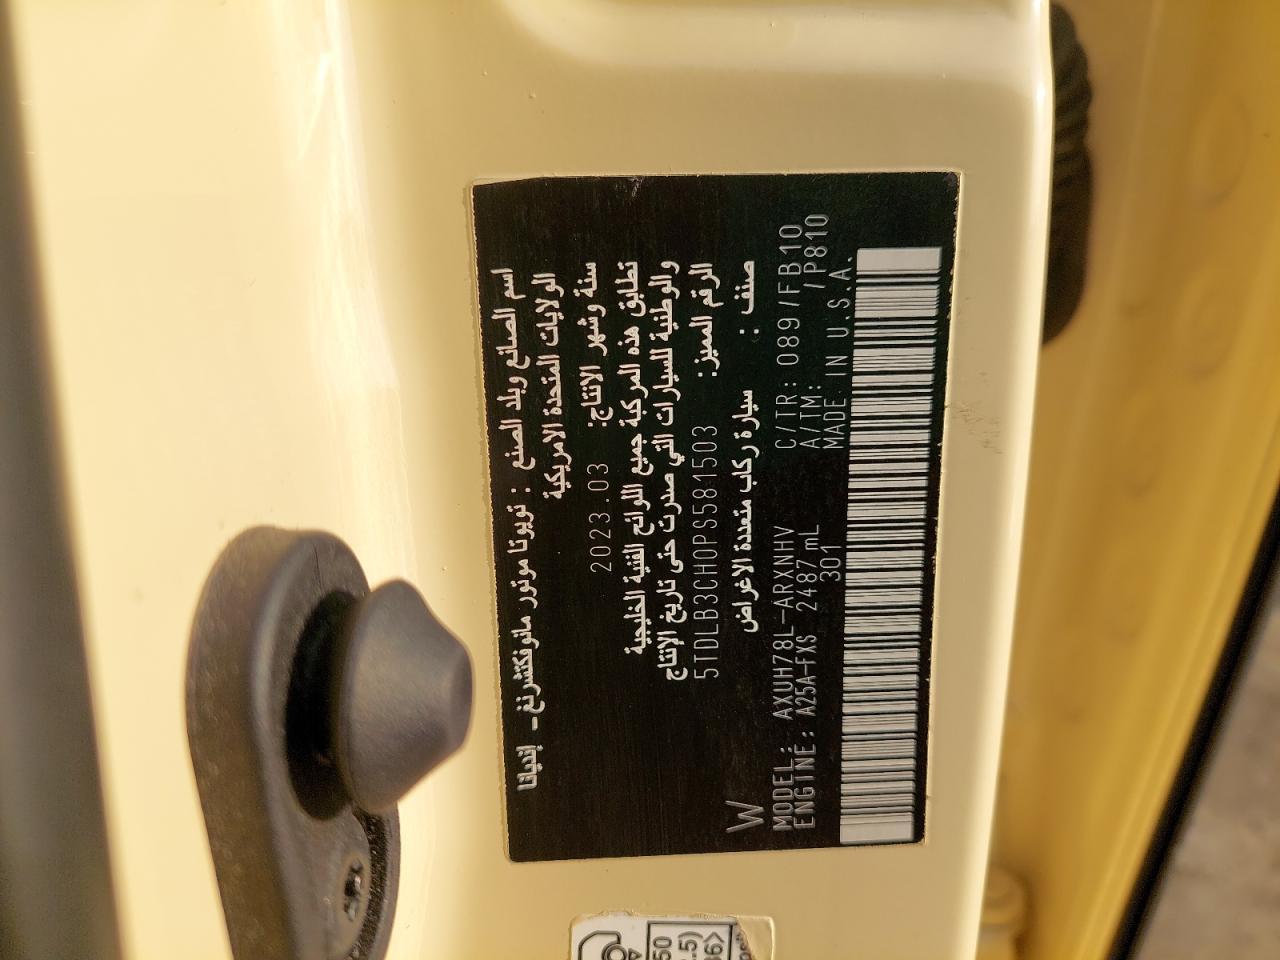 اسم الصانع وبلد الصنع : تويوتا موتور مانوفكتشرنغ- إنديانا
الولايات المتحدة الامريكية
سنة وشهر الانتاج: 2023.03
تطابق هذه المركبة جميع اللوائح الفنية الخليجية
والوطنية للسيارات التي صدرت حتى تاريخ الإنتاج
الرقم المميز: 5TDLB3CH0PS581503
صنف : سيارة ركاب متعددة الاغراض
W
MODEL: AXUH78L-ARXNHV C/TR: 089/FB10
ENGINE: A25A-FXS 2487 mL A/TM: /P810
301 MADE IN U.S.A.